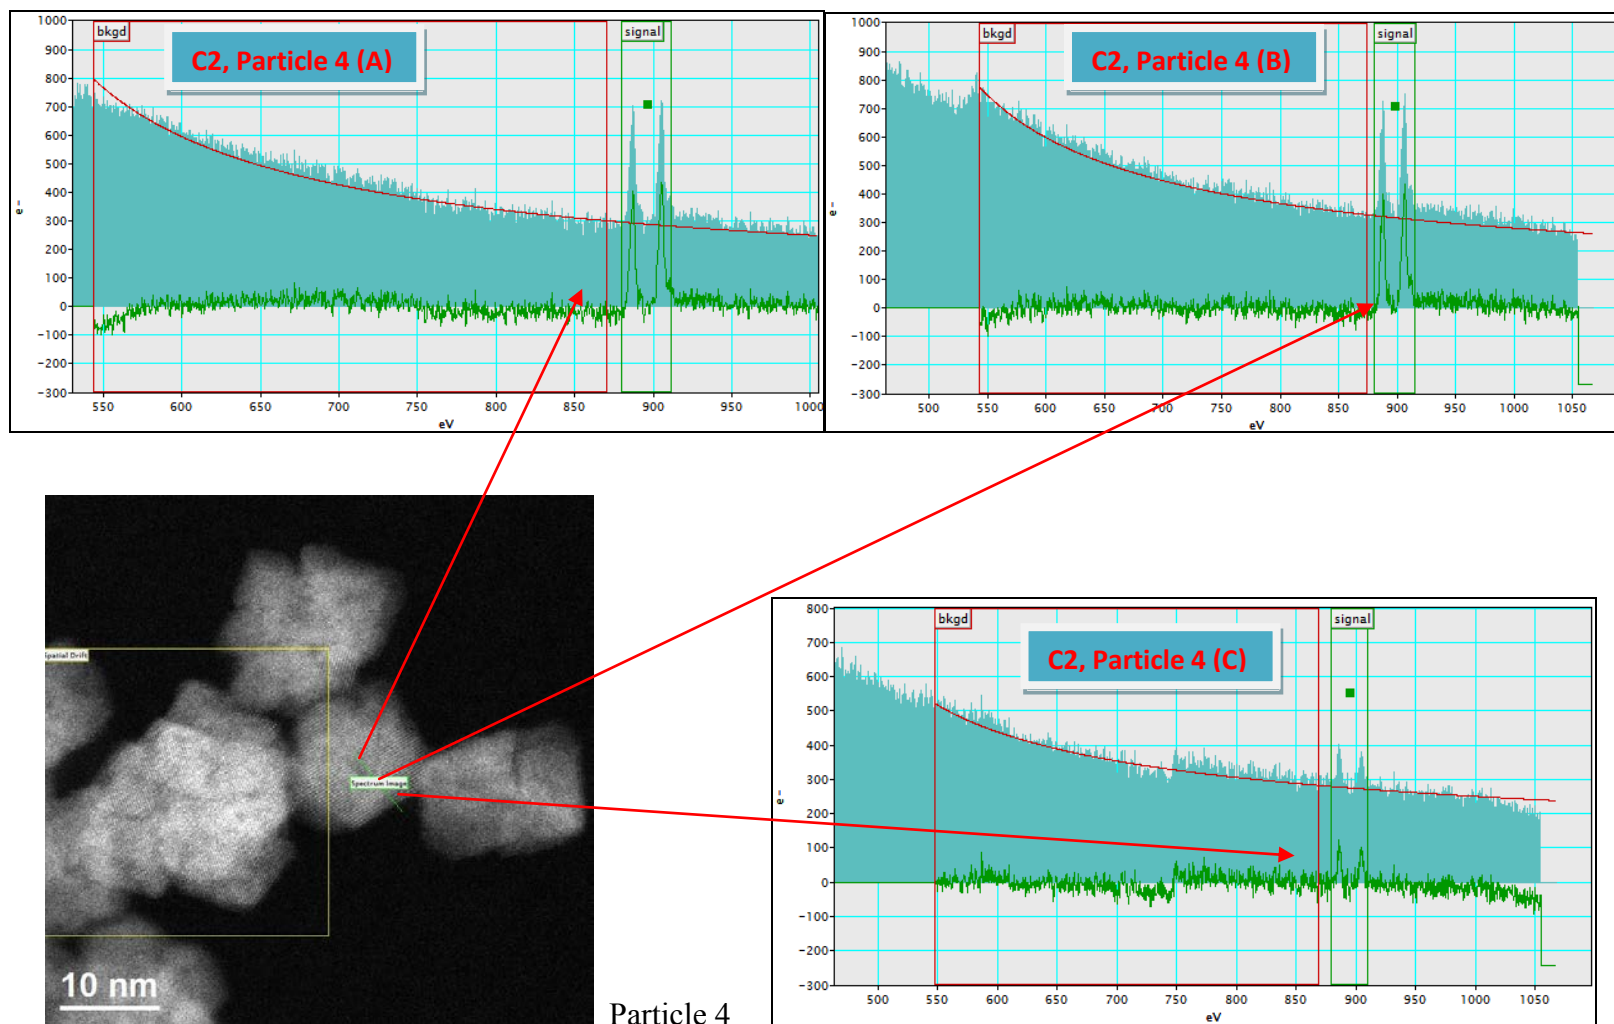 1000
900
800
700
600
500
400
300
200
100
0
-100
-200
-300
e-
bkgd
C2, Particle 4 (A)
signal
550 600 650 700 750 800 850 900 950 1000
eV
1000
900
800
700
600
500
400
300
200
100
0
-100
-200
-300
e-
bkgd
C2, Particle 4 (B)
signal
500 550 600 650 700 750 800 850 900 950 1000 1050
eV
Spatial Drift
Spectrum Image
10 nm
Particle 4
800
700
600
500
400
300
200
100
0
-100
-200
-300
e-
bkgd
C2, Particle 4 (C)
signal
500 550 600 650 700 750 800 850 900 950 1000 1050
eV